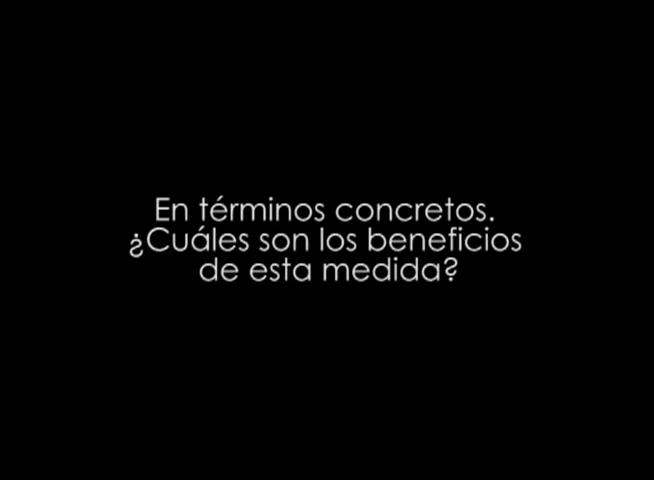 En términos concretos.
¿Cuáles son los beneficios
de esta medida?